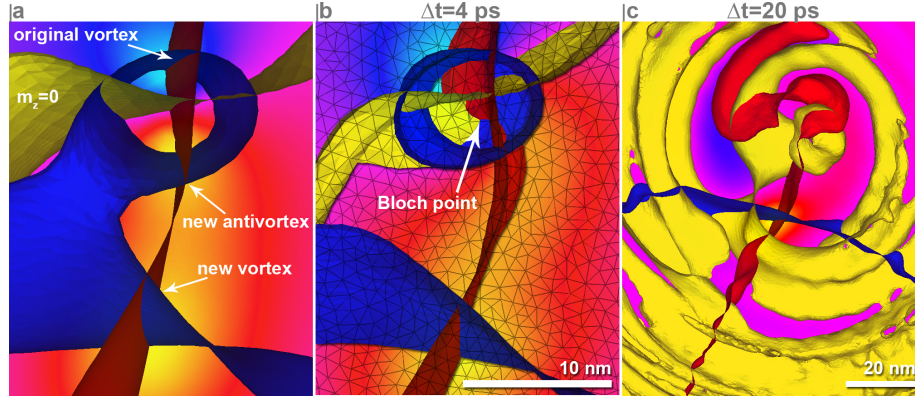 a
b
Δt=4 ps
c
Δt=20 ps
original vortex
m_z=0
new antivortex
new vortex
Bloch point
10 nm
20 nm